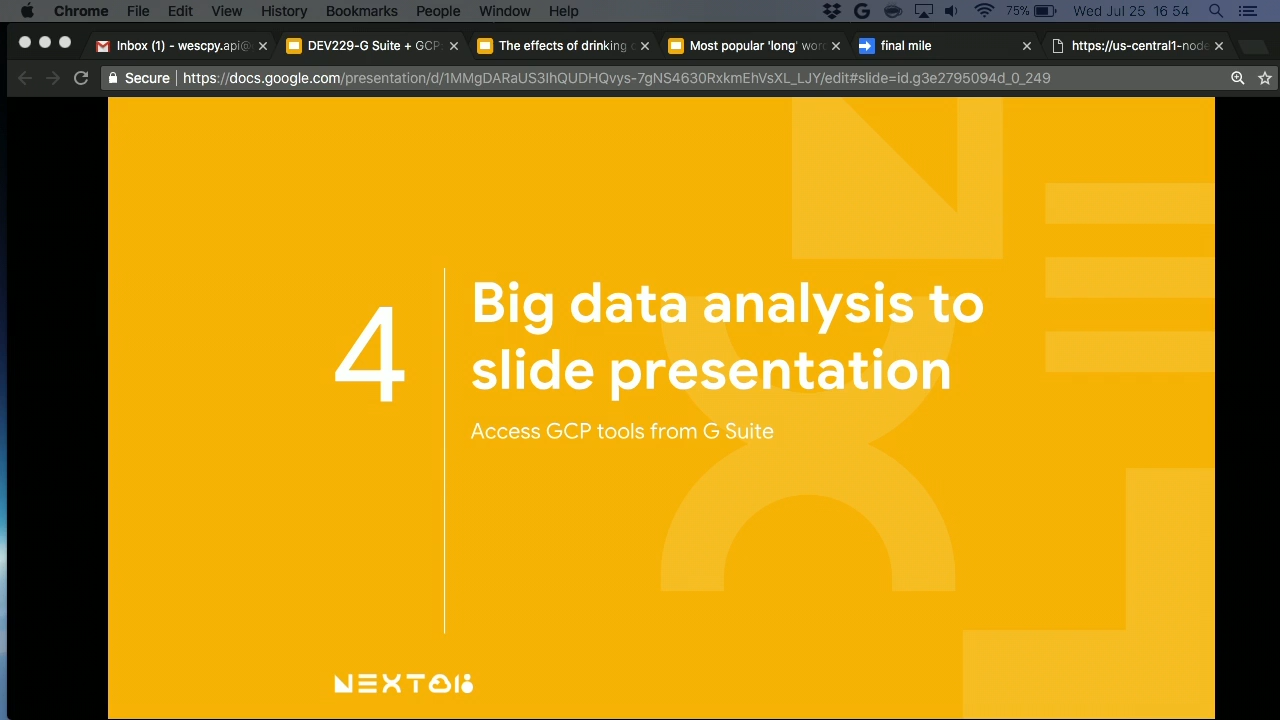 Chrome File Edit View History Bookmarks People Window Help 75% Wed Jul 25 16 54
Inbox (1) - wescpy.api@
DEV229-G Suite + GCP
The effects of drinking
Most popular 'long' wor
final mile
https://us-central1-node
Secure https://docs.google.com/presentation/d/1MMgDARaUS3IhQUDHQvys-7gNS4630RxkmEhVsXL_LJY/edit#slide=id.g3e2795094d_0_249
4
Big data analysis to
slide presentation
Access GCP tools from G Suite
NEXT 18